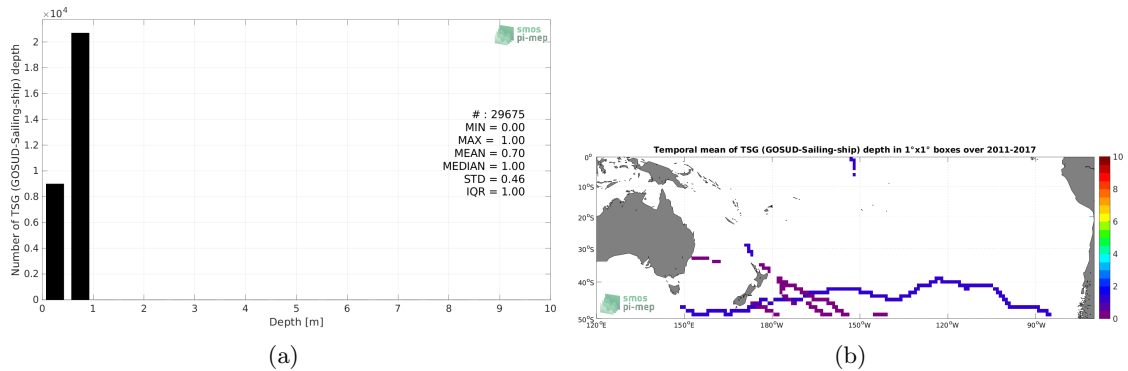 ×10⁴
smos
pi-mep
2
1.8
1.6
1.4
1.2
1
0.8
0.6
0.4
0.2
0
Number of TSG (GOSUD-Sailing-ship) depth
# : 29675
MIN = 0.00
MAX = 1.00
MEAN = 0.70
MEDIAN = 1.00
STD = 0.46
IQR = 1.00
0 1 2 3 4 5 6 7 8 9 10
Depth [m]
(a)
Temporal mean of TSG (GOSUD-Sailing-ship) depth in 1°x1° boxes over 2011-2017
0°
10°S
20°S
30°S
40°S
50°S
smos
pi-mep
120°E 150°E 180°W 150°W 120°W 90°W
10
8
6
4
2
0
(b)